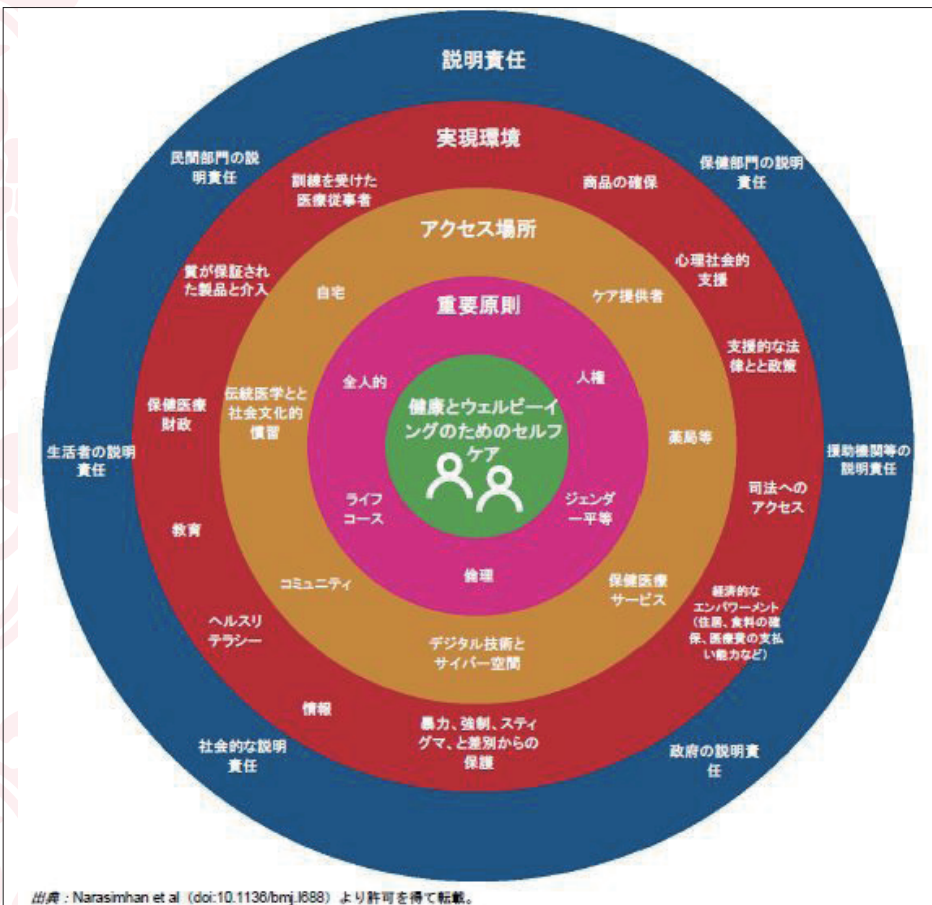 説明責任
民間部門の説
明責任
保健部門の説明
責任
生活者の説明
責任
援助機関等の
説明責任
社会的な説明
責任
政府の説明責
任
実現環境
訓練を受けた
医療従事者
商品の確保
質が保証され
た製品と介入
心理社会的
支援
支援的な法
律とと政策
保健医療
財政
司法への
アクセス
教育
経済的な
エンパワーメント
(住居、食料の確
保、医療費の支払
い能力など)
ヘルスリ
テラシー
情報
暴力、強制、スティ
グマ、と差別からの
保護
アクセス場所
自宅
ケア提供者
伝統医学とと
社会文化的
慣習
薬局等
コミュニティ
保健医療
サービス
デジタル技術と
サイバー空間
重要原則
全人的
人権
ライフ
コース
ジェンダ
ー平等
倫理
健康とウェルビーイ
ングのためのセルフ
ケア
出典:Narasimhan et al(doi:10.1136/bmj.l688)より許可を得て転載。